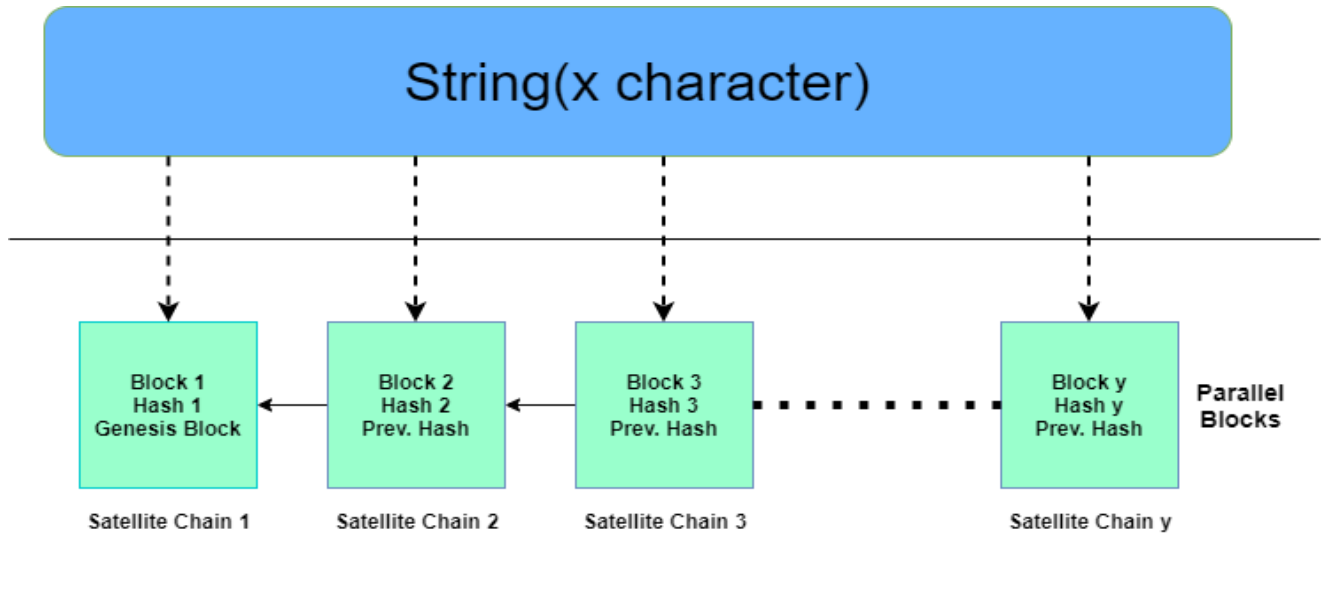 String(x character)
Block 1
Hash 1
Genesis Block
Block 2
Hash 2
Prev. Hash
Block 3
Hash 3
Prev. Hash
Block y
Hash y
Prev. Hash
Parallel
Blocks
Satellite Chain 1
Satellite Chain 2
Satellite Chain 3
Satellite Chain y